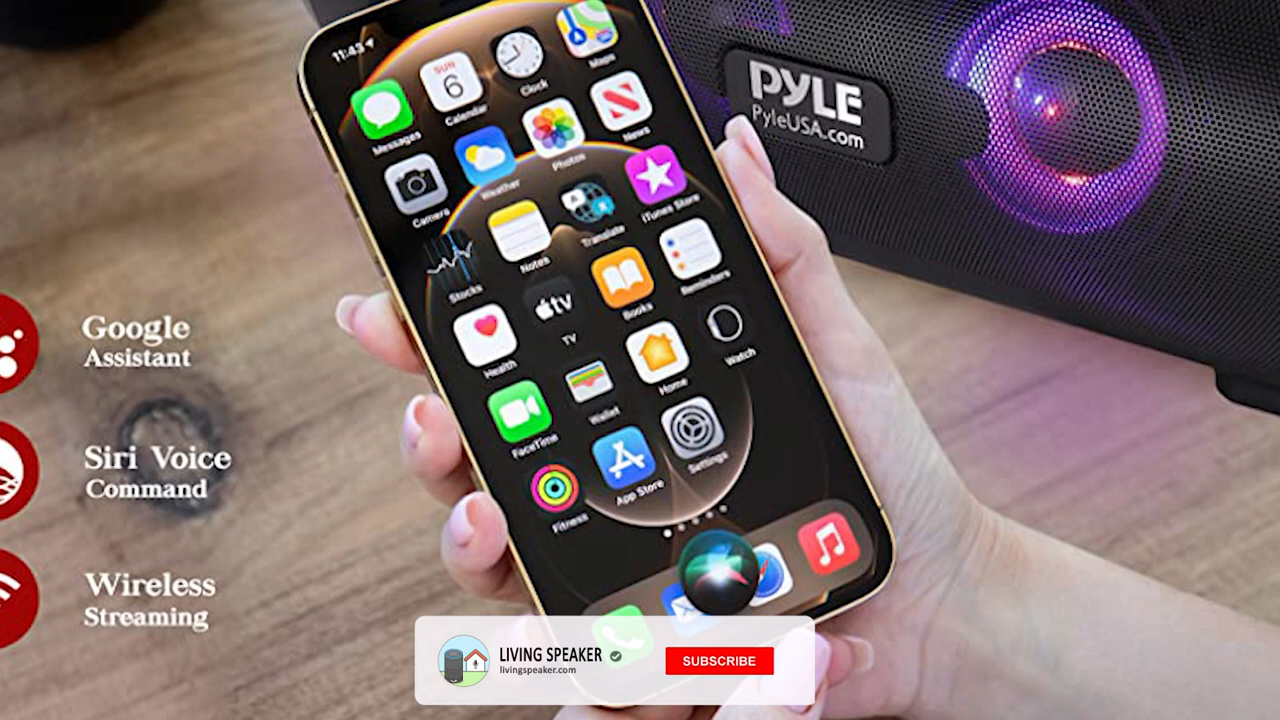 11:43
SUN
6
Messages
Calendar
Clock
Maps
Camera
Weather
Photos
News
Stocks
Notes
Translate
iTunes Store
Health
tv
TV
Books
Reminders
FaceTime
Wallet
Home
Watch
Fitness
App Store
Settings
PYLE
PyleUSA.com
Google
Assistant
Siri Voice
Command
Wireless
Streaming
LIVING SPEAKER
livingspeaker.com
SUBSCRIBE